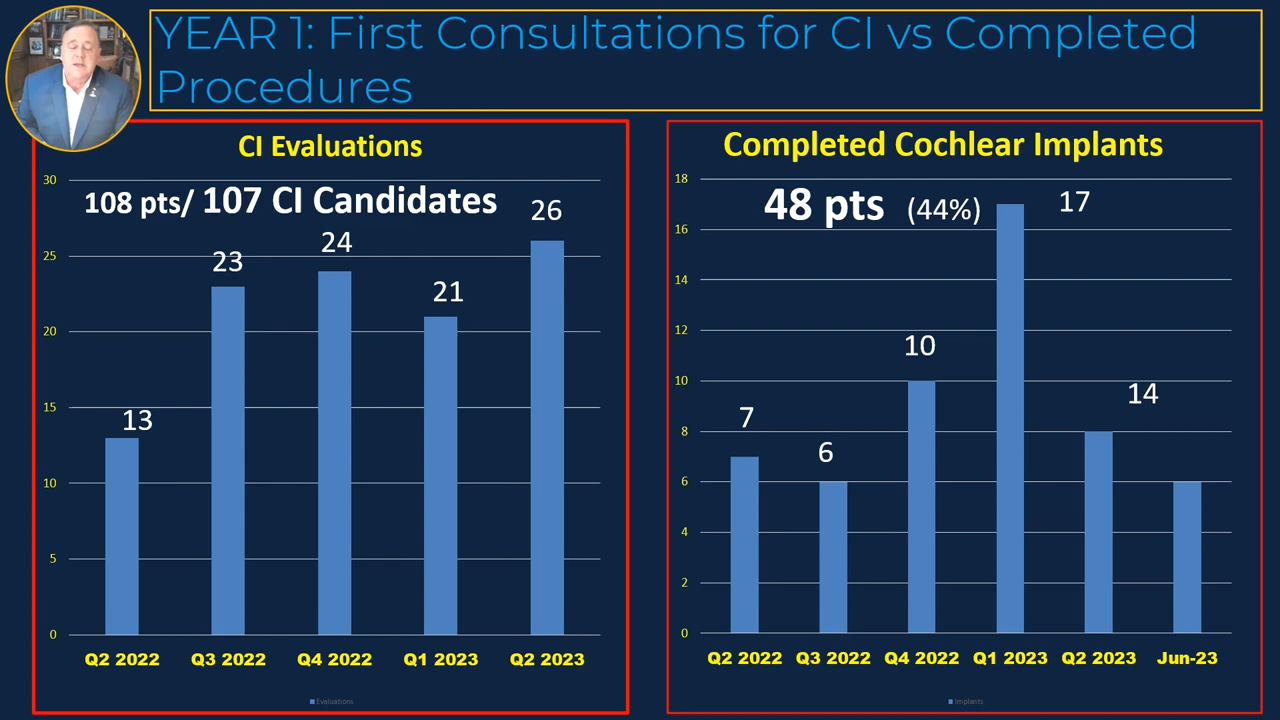 YEAR 1: First Consultations for CI vs Completed
Procedures
CI Evaluations
108 pts/ 107 CI Candidates
30
25
20
15
10
5
0
13
23
24
21
26
Q2 2022 Q3 2022 Q4 2022 Q1 2023 Q2 2023
Evaluations
Completed Cochlear Implants
48 pts (44%)
18
16
14
12
10
8
6
4
2
0
7
6
10
17
14
Q2 2022 Q3 2022 Q4 2022 Q1 2023 Q2 2023 Jun-23
Implants